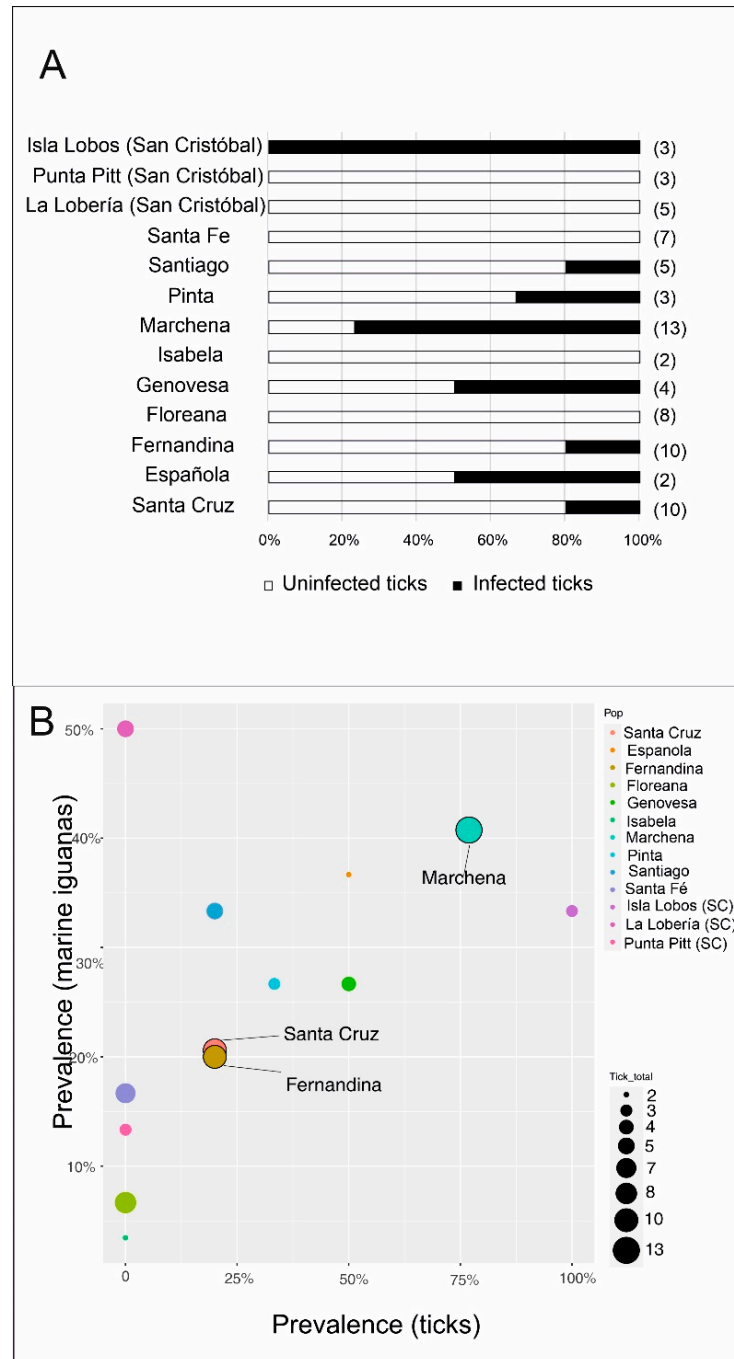 A
Isla Lobos (San Cristóbal) (3)
Punta Pitt (San Cristóbal) (3)
La Lobería (San Cristóbal) (5)
Santa Fe (7)
Santiago (5)
Pinta (3)
Marchena (13)
Isabela (2)
Genovesa (4)
Floreana (8)
Fernandina (10)
Española (2)
Santa Cruz (10)
0% 20% 40% 60% 80% 100%
Uninfected ticks Infected ticks
B
Prevalence (marine iguanas)
50%
40%
30%
20%
10%
Marchena
Santa Cruz
Fernandina
0 25% 50% 75% 100%
Prevalence (ticks)
Pop
Santa Cruz
Espanola
Fernandina
Floreana
Genovesa
Isabela
Marchena
Pinta
Santiago
Santa Fé
Isla Lobos (SC)
La Lobería (SC)
Punta Pitt (SC)
Tick_total
2
3
4
5
7
8
10
13